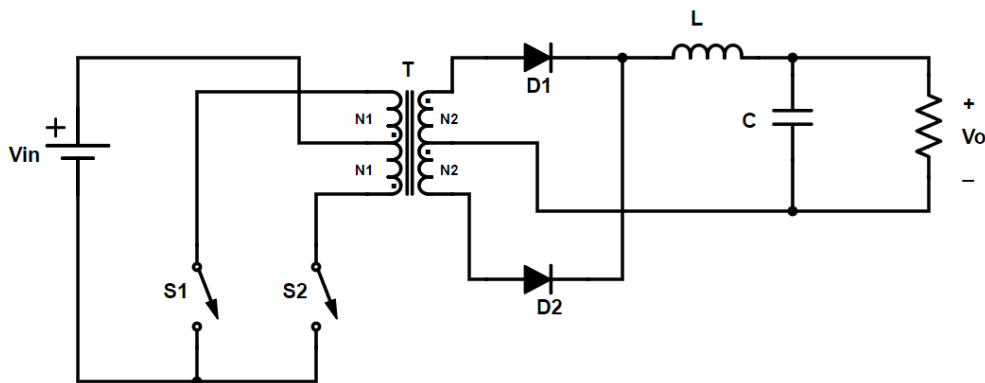 L
T
D1
N1
N2
C
+
Vo
–
+
Vin
N1
N2
S1
S2
D2